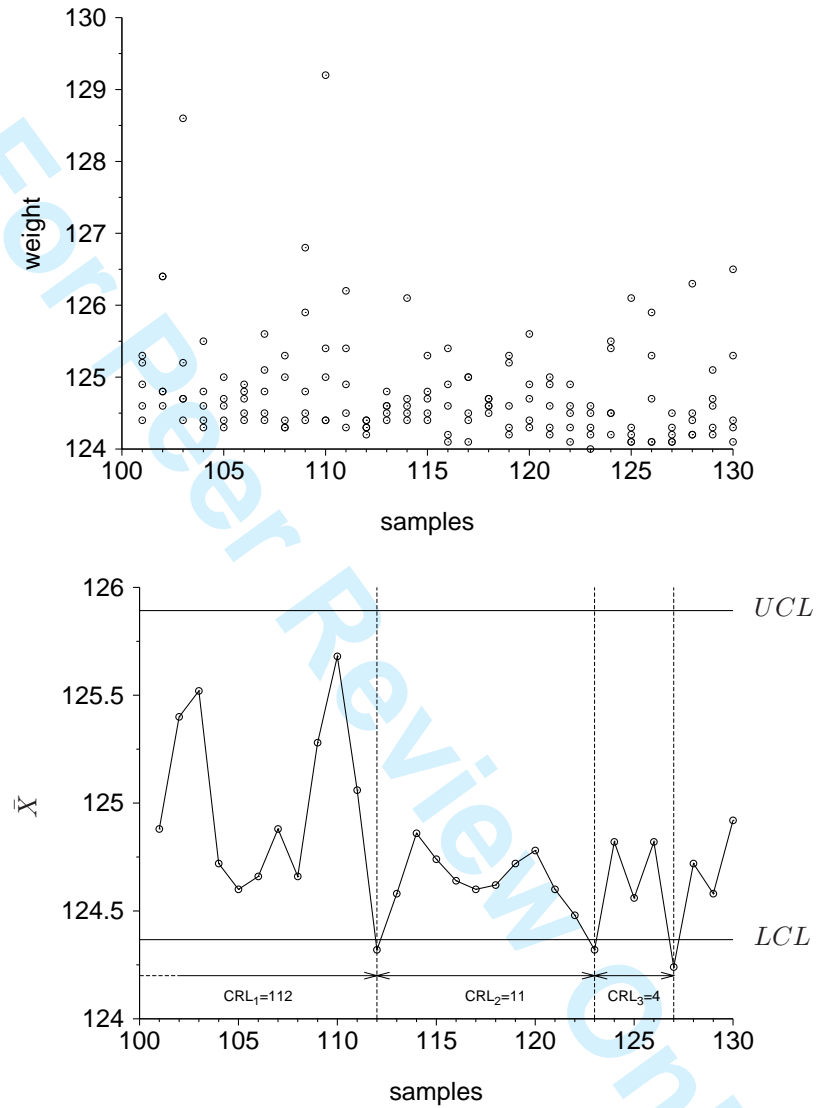 130
129
128
127
126
125
124
weight
100 105 110 115 120 125 130
samples
126
125.5
125
124.5
124
X̄
UCL
LCL
CRL₁=112 CRL₂=11 CRL₃=4
100 105 110 115 120 125 130
samples
For Peer Review Only